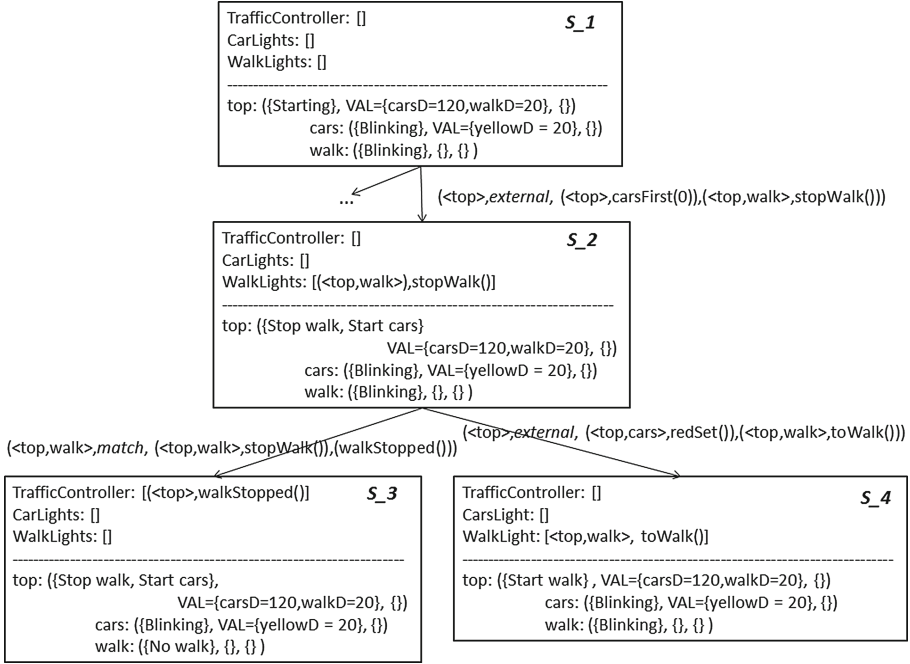 TrafficController: []
S_1
CarLights: []
WalkLights: []
top: ({Starting}, VAL={carsD=120,walkD=20}, {})
cars: ({Blinking}, VAL={yellowD = 20}, {})
walk: ({Blinking}, {}, {} )
...
(<top>,external, (<top>,carsFirst(0)),(<top,walk>,stopWalk()))
TrafficController: []
S_2
CarLights: []
WalkLights: [(<top,walk>),stopWalk()]
top: ({Stop walk, Start cars}
VAL={carsD=120,walkD=20}, {})
cars: ({Blinking}, VAL={yellowD = 20}, {})
walk: ({Blinking}, {}, {} )
(<top,walk>,match, (<top,walk>,stopWalk()),(walkStopped()))
(<top>,external, (<top,cars>,redSet()),(<top,walk>,toWalk()))
TrafficController: [(<top>,walkStopped()]
S_3
CarLights: []
WalkLights: []
top: ({Stop walk, Start cars},
VAL={carsD=120,walkD=20}, {})
cars: ({Blinking}, VAL={yellowD = 20}, {})
walk: ({No walk}, {}, {} )
TrafficController: []
S_4
CarsLight: []
WalkLight: [<top,walk>, toWalk()]
top: ({Start walk} , VAL={carsD=120,walkD=20}, {})
cars: ({Blinking}, VAL={yellowD = 20}, {})
walk: ({Blinking}, {}, {} )